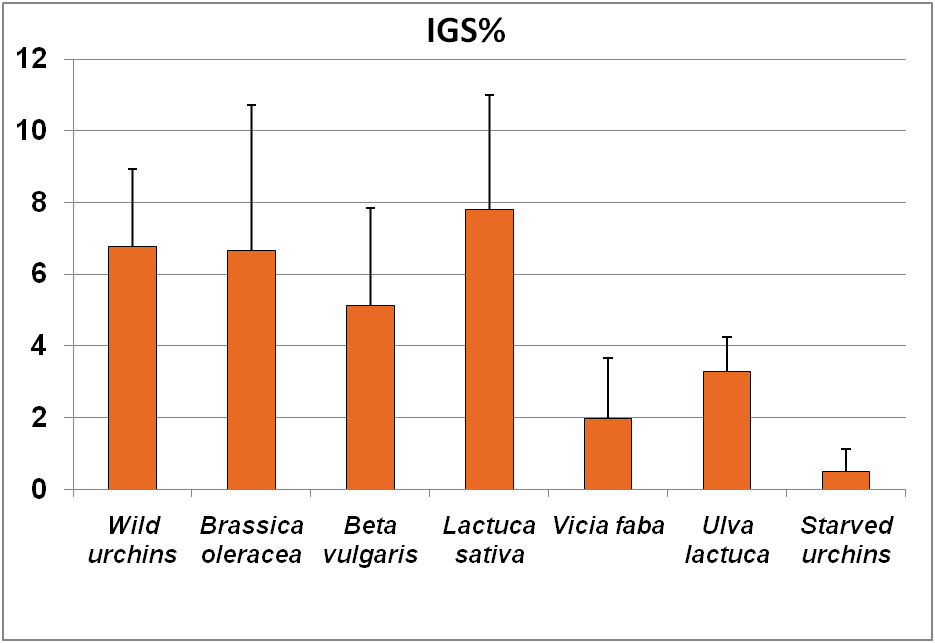 IGS%
12
10
8
6
4
2
0
Wild urchins
Brassica oleracea
Beta vulgaris
Lactuca sativa
Vicia faba
Ulva lactuca
Starved urchins